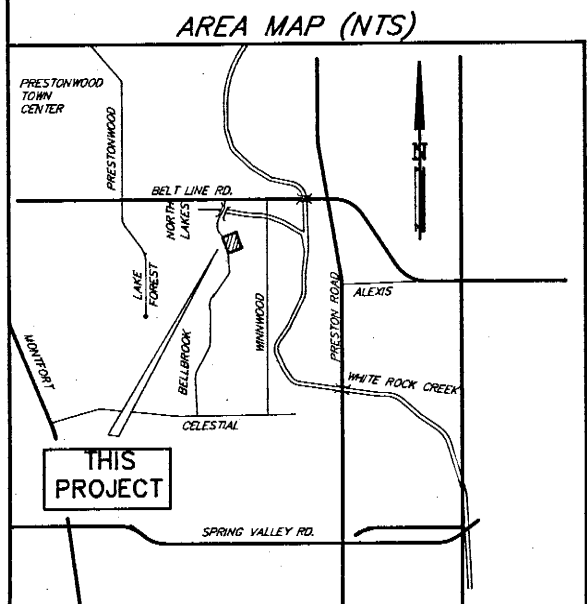 AREA MAP (NTS)
PRESTONWOOD
TOWN
CENTER
PRESTONWOOD
N
BELT LINE RD.
NORTH
LAKES
LAKE
FOREST
ALEXIS
PRESTON ROAD
WINNWOOD
BELLBROOK
MONTFORT
WHITE ROCK CREEK
CELESTIAL
THIS
PROJECT
SPRING VALLEY RD.